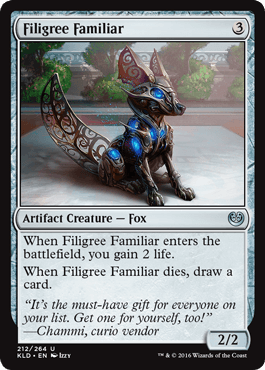 Filigree Familiar 3
Artifact Creature — Fox
When Filigree Familiar enters the
battlefield, you gain 2 life.
When Filigree Familiar dies, draw a
card.
“It’s the must-have gift for everyone on
your list. Get one for yourself, too!”
—Chammi, curio vendor
2/2
212/264 U
KLD • EN Izzy
™ & © 2016 Wizards of the Coast